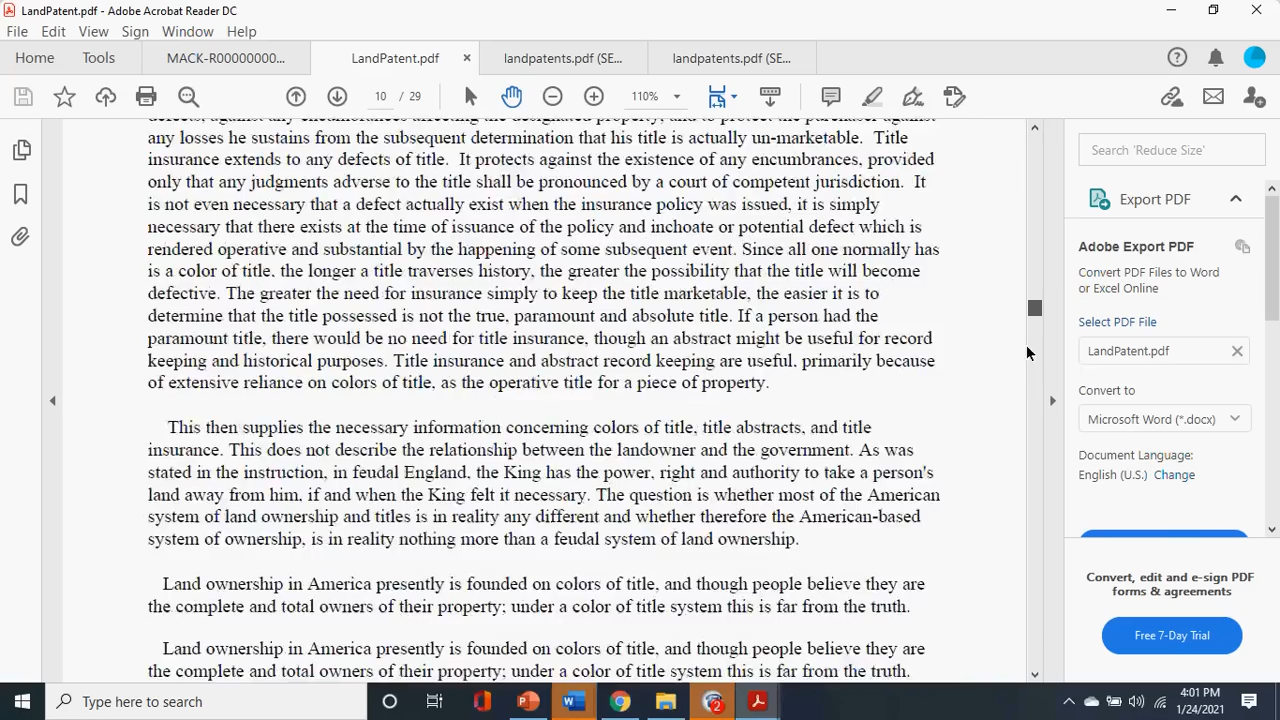 LandPatent.pdf - Adobe Acrobat Reader DC
File Edit View Sign Window Help
Home Tools MACK-R00000000... LandPatent.pdf × landpatents.pdf (SE... landpatents.pdf (SE...
10 / 29 110%
defects, against any encumbrances affecting the designated property, and to protect the purchaser against
any losses he sustains from the subsequent determination that his title is actually un-marketable. Title
insurance extends to any defects of title. It protects against the existence of any encumbrances, provided
only that any judgments adverse to the title shall be pronounced by a court of competent jurisdiction. It
is not even necessary that a defect actually exist when the insurance policy was issued, it is simply
necessary that there exists at the time of issuance of the policy and inchoate or potential defect which is
rendered operative and substantial by the happening of some subsequent event. Since all one normally has
is a color of title, the longer a title traverses history, the greater the possibility that the title will become
defective. The greater the need for insurance simply to keep the title marketable, the easier it is to
determine that the title possessed is not the true, paramount and absolute title. If a person had the
paramount title, there would be no need for title insurance, though an abstract might be useful for record
keeping and historical purposes. Title insurance and abstract record keeping are useful, primarily because
of extensive reliance on colors of title, as the operative title for a piece of property.
This then supplies the necessary information concerning colors of title, title abstracts, and title
insurance. This does not describe the relationship between the landowner and the government. As was
stated in the instruction, in feudal England, the King has the power, right and authority to take a person's
land away from him, if and when the King felt it necessary. The question is whether most of the American
system of land ownership and titles is in reality any different and whether therefore the American-based
system of ownership, is in reality nothing more than a feudal system of land ownership.
Land ownership in America presently is founded on colors of title, and though people believe they are
the complete and total owners of their property; under a color of title system this is far from the truth.
Land ownership in America presently is founded on colors of title, and though people believe they are
the complete and total owners of their property; under a color of title system this is far from the truth.
Search 'Reduce Size'
Export PDF
Adobe Export PDF
Convert PDF Files to Word
or Excel Online
Select PDF File
LandPatent.pdf
Convert to
Microsoft Word (*.docx)
Document Language:
English (U.S.) Change
Convert, edit and e-sign PDF
forms & agreements
Free 7-Day Trial
Type here to search
2
4:01 PM
1/24/2021